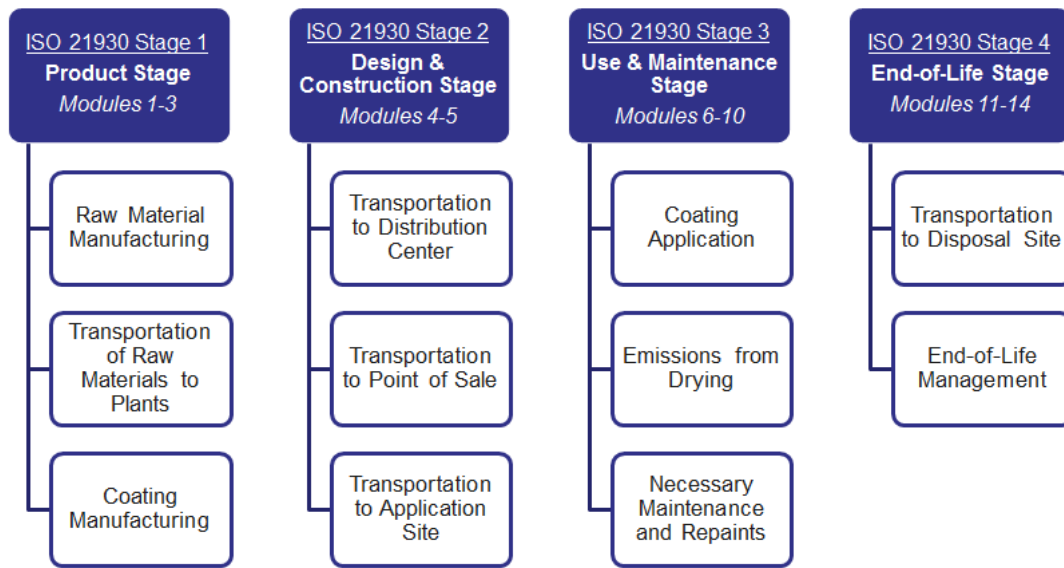 ISO 21930 Stage 1
Product Stage
Modules 1-3
Raw Material
Manufacturing
Transportation
of Raw
Materials to
Plants
Coating
Manufacturing
ISO 21930 Stage 2
Design &
Construction Stage
Modules 4-5
Transportation
to Distribution
Center
Transportation
to Point of Sale
Transportation
to Application
Site
ISO 21930 Stage 3
Use & Maintenance
Stage
Modules 6-10
Coating
Application
Emissions from
Drying
Necessary
Maintenance
and Repaints
ISO 21930 Stage 4
End-of-Life Stage
Modules 11-14
Transportation
to Disposal Site
End-of-Life
Management